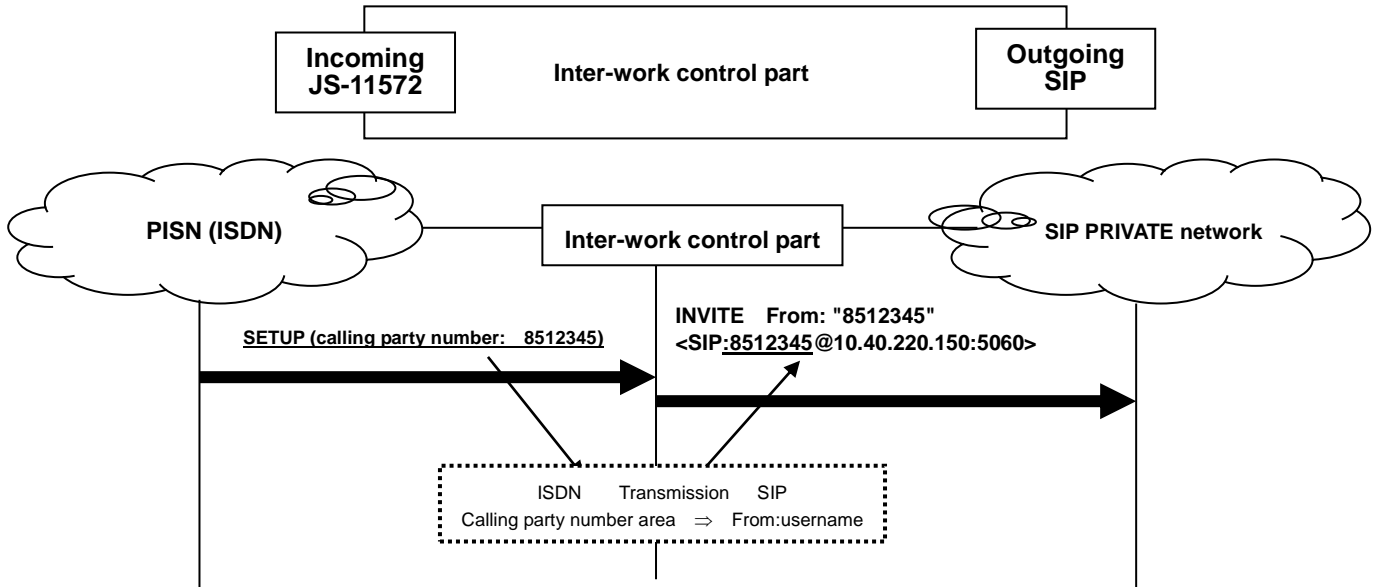 Incoming
JS-11572
Inter-work control part
Outgoing
SIP
PISN (ISDN)
Inter-work control part
SIP PRIVATE network
SETUP (calling party number: 8512345)
INVITE From: "8512345"
<SIP:8512345@10.40.220.150:5060>
ISDN Transmission SIP
Calling party number area ⇒ From:username